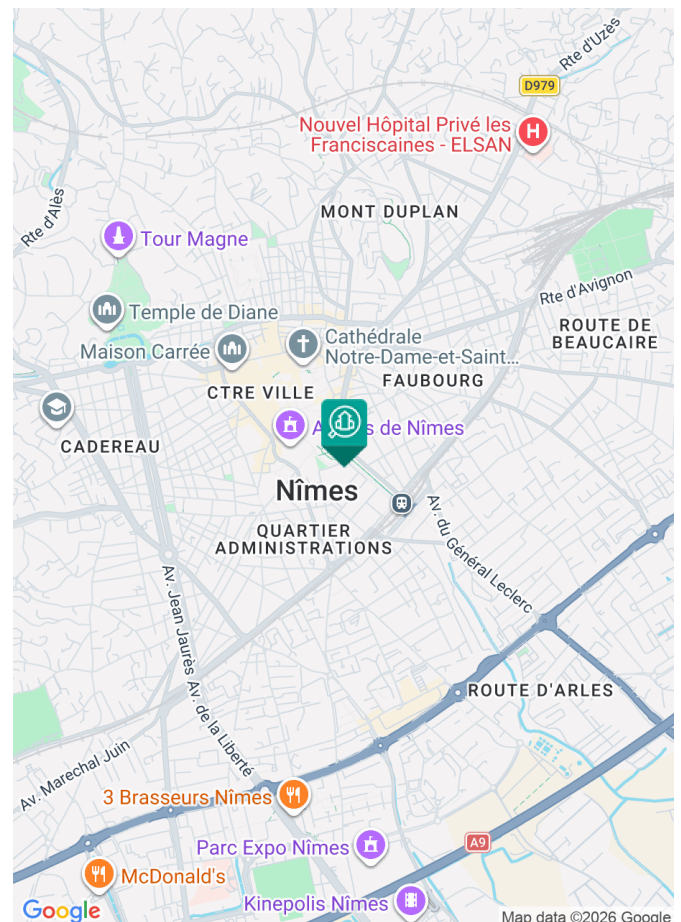 Rte d'Uzès
D979
Nouvel Hôpital Privé les
Franciscaines - ELSAN
H
MONT DUPLAN
Rte d'Alès
Tour Magne
Rte d'Avignon
Temple de Diane
ROUTE DE
BEAUCAIRE
Maison Carrée
Cathédrale
Notre-Dame-et-Saint...
CTRE VILLE
FAUBOURG
CADEREAU
de Nîmes
Nîmes
QUARTIER
ADMINISTRATIONS
Av. du Général Leclerc
Av. Jean Jaurès
Av. de la Liberté
ROUTE D'ARLES
Av. Marechal Juin
3 Brasseurs Nîmes
Parc Expo Nîmes
A9
McDonald's
Kinepolis Nîmes
Google
Map data ©2026 Google